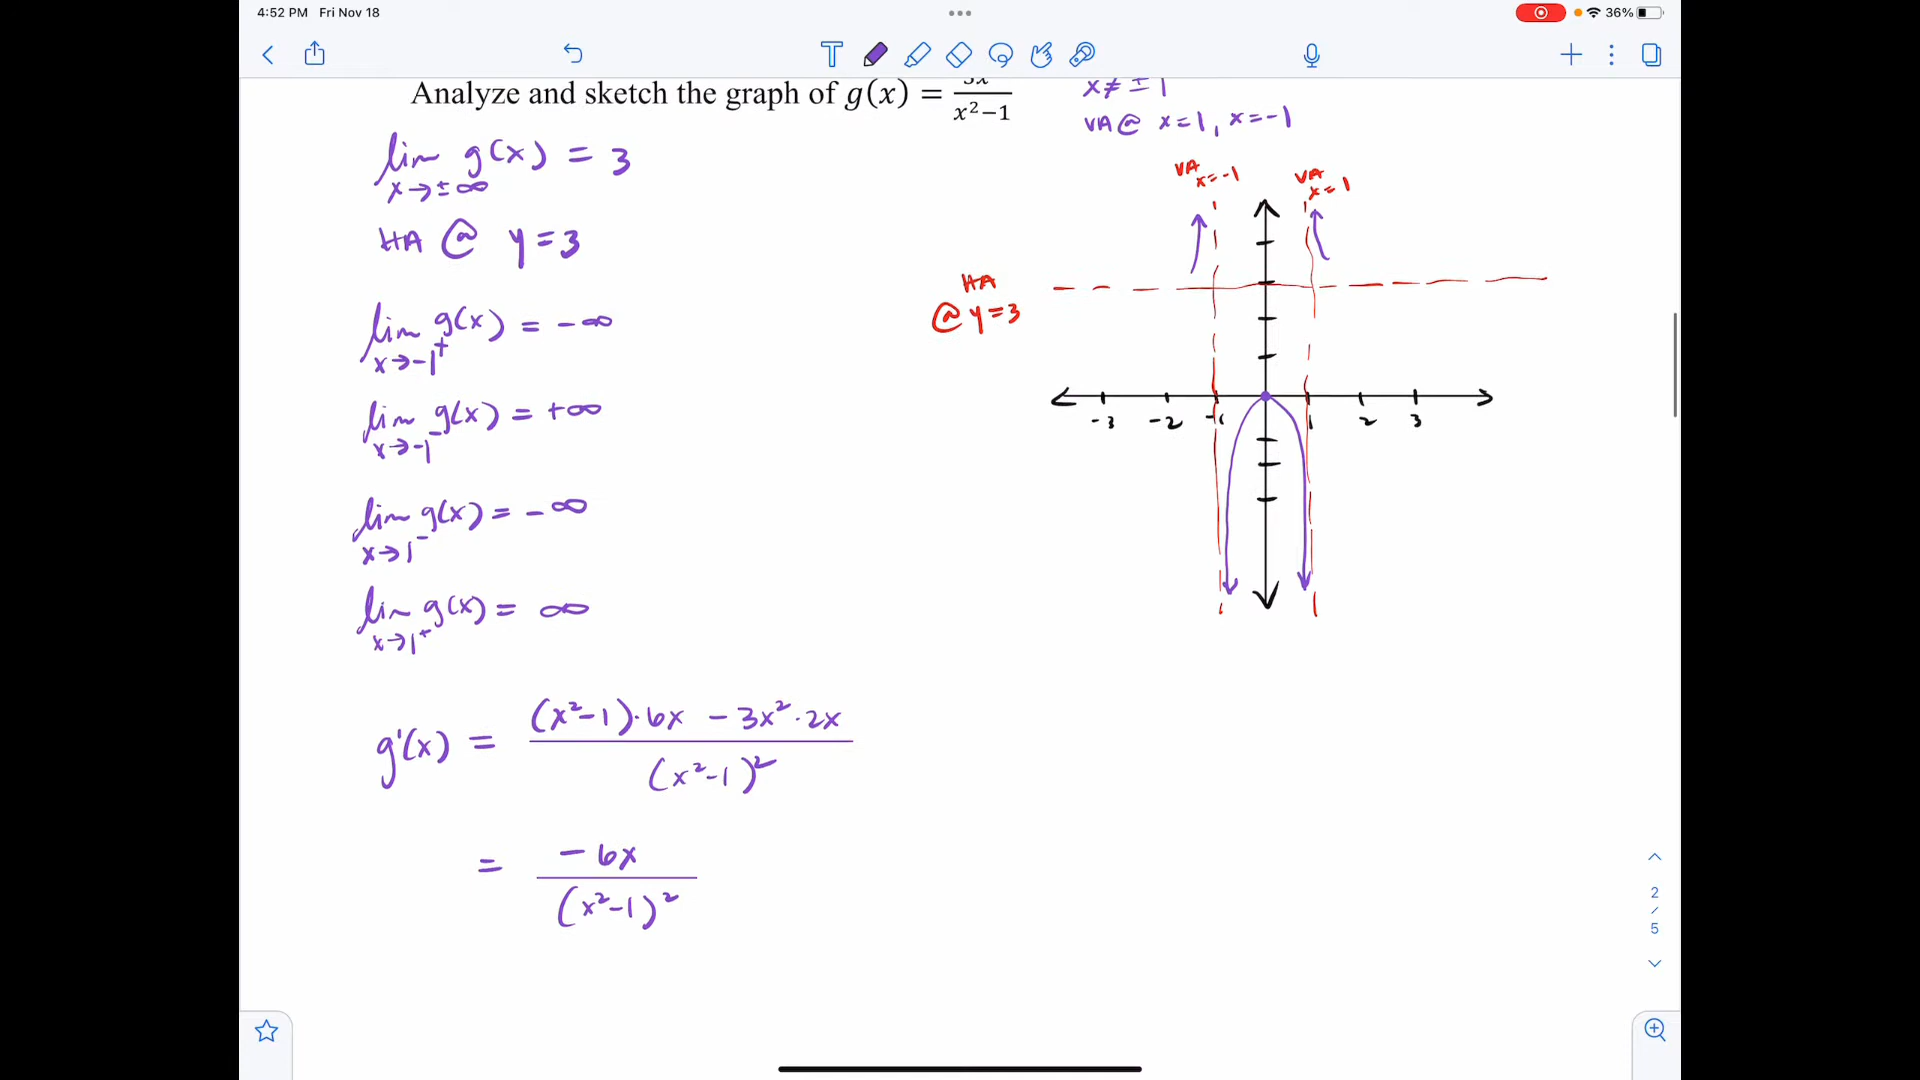 4:52 PM Fri Nov 18
36%
Analyze and sketch the graph of g(x) = 3x / x²−1
x ≠ ± 1
VA @ x=1, x=-1
lim g(x) = 3
x→±∞
HA @ y=3
lim g(x) = -∞
x→-1⁺
lim g(x) = +∞
x→-1⁻
lim g(x) = -∞
x→1⁻
lim g(x) = ∞
x→1⁺
g'(x) = (x²-1)·6x - 3x²·2x / (x²-1)²
= -6x / (x²-1)²
VA x=-1
VA x=1
HA
@ y=3
-3 -2 -1 1 2 3
2
/
5